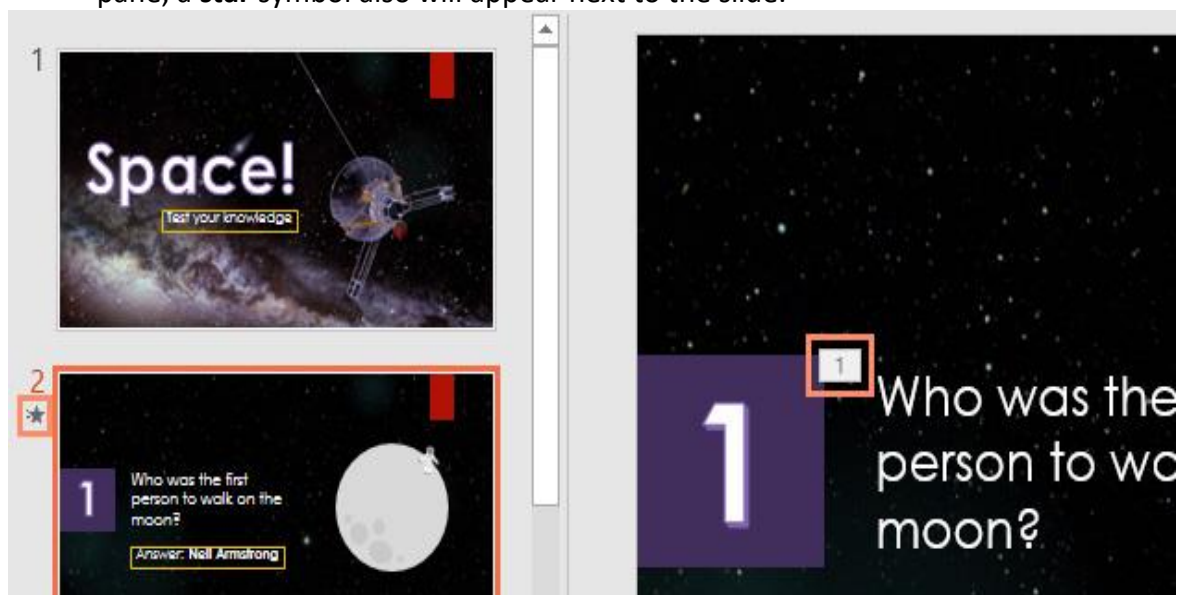 pane, a star symbol also will appear next to the slide.
1
Space!
Test your knowledge
2
1
Who was the first
person to walk on the
moon?
Answer: Neil Armstrong
1
1
Who was the
person to wa
moon?